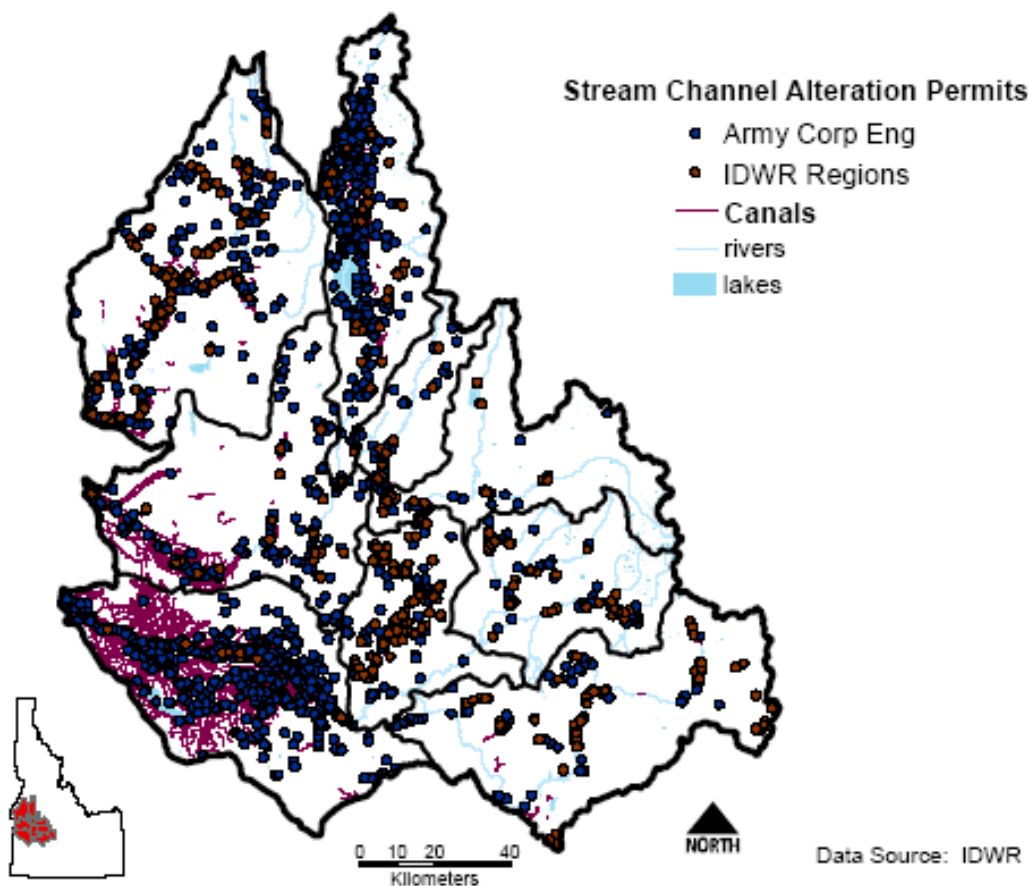 Stream Channel Alteration Permits
Army Corp Eng
IDWR Regions
Canals
rivers
lakes
0 10 20 40
Kilometers
NORTH
Data Source: IDWR